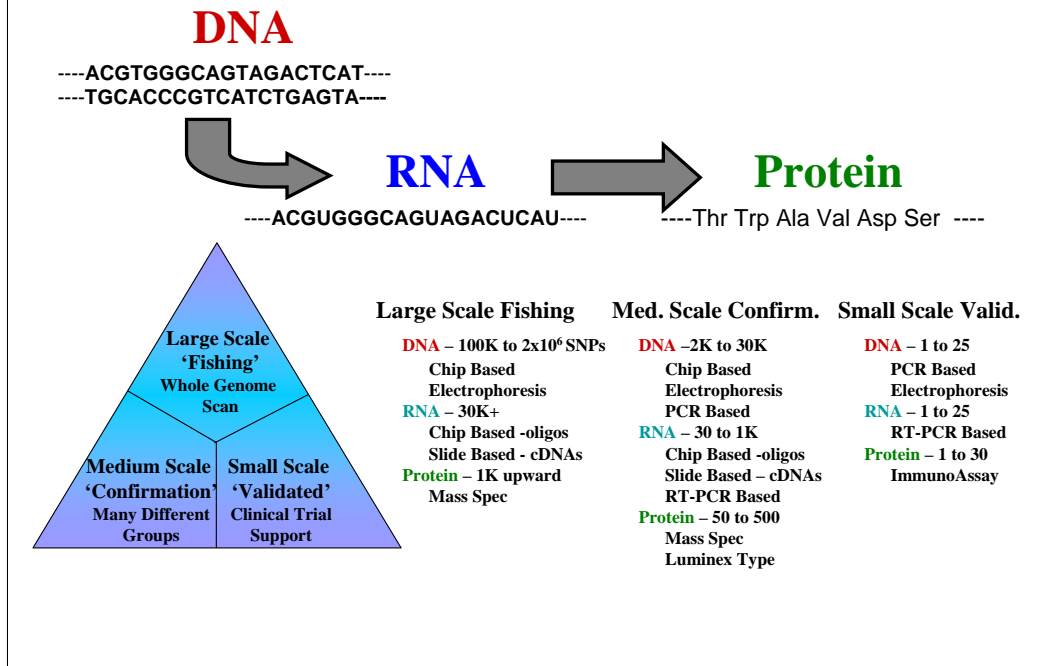 DNA
----ACGTGGGCAGTAGACTCAT----
----TGCACCCGTCATCTGAGTA----
RNA
----ACGUGGGCAGUAGACUCAU----
Protein
----Thr Trp Ala Val Asp Ser ----
Large Scale
‘Fishing’
Whole Genome
Scan
Medium Scale
‘Confirmation’
Many Different
Groups
Small Scale
‘Validated’
Clinical Trial
Support
Large Scale Fishing
DNA – 100K to 2x10⁶ SNPs
Chip Based
Electrophoresis
RNA – 30K+
Chip Based -oligos
Slide Based - cDNAs
Protein – 1K upward
Mass Spec
Med. Scale Confirm.
DNA –2K to 30K
Chip Based
Electrophoresis
PCR Based
RNA – 30 to 1K
Chip Based -oligos
Slide Based – cDNAs
RT-PCR Based
Protein – 50 to 500
Mass Spec
Luminex Type
Small Scale Valid.
DNA – 1 to 25
PCR Based
Electrophoresis
RNA – 1 to 25
RT-PCR Based
Protein – 1 to 30
ImmunoAssay